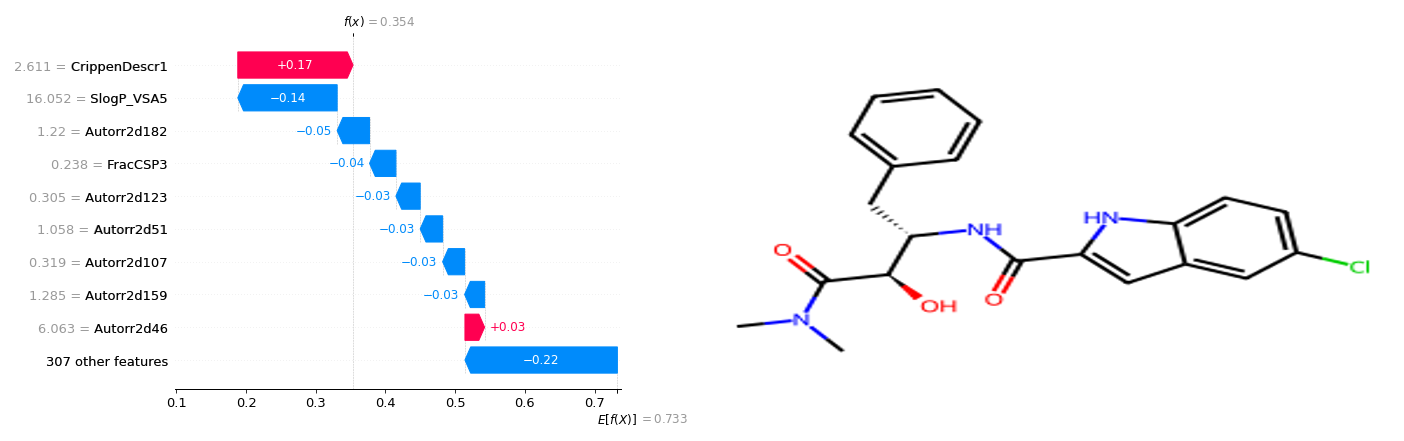 f(x) = 0.354
2.611 = CrippenDescr1 +0.17
16.052 = SlogP_VSA5 −0.14
1.22 = Autorr2d182 −0.05
0.238 = FracCSP3 −0.04
0.305 = Autorr2d123 −0.03
1.058 = Autorr2d51 −0.03
0.319 = Autorr2d107 −0.03
1.285 = Autorr2d159 −0.03
6.063 = Autorr2d46 +0.03
307 other features −0.22
0.1 0.2 0.3 0.4 0.5 0.6 0.7
E[f(X)] = 0.733
HN
NH
O
Cl
O
OH
N